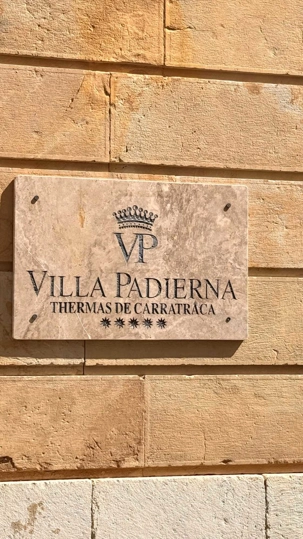 VP
VILLA PADIERNA
THERMAS DE CARRATRACA